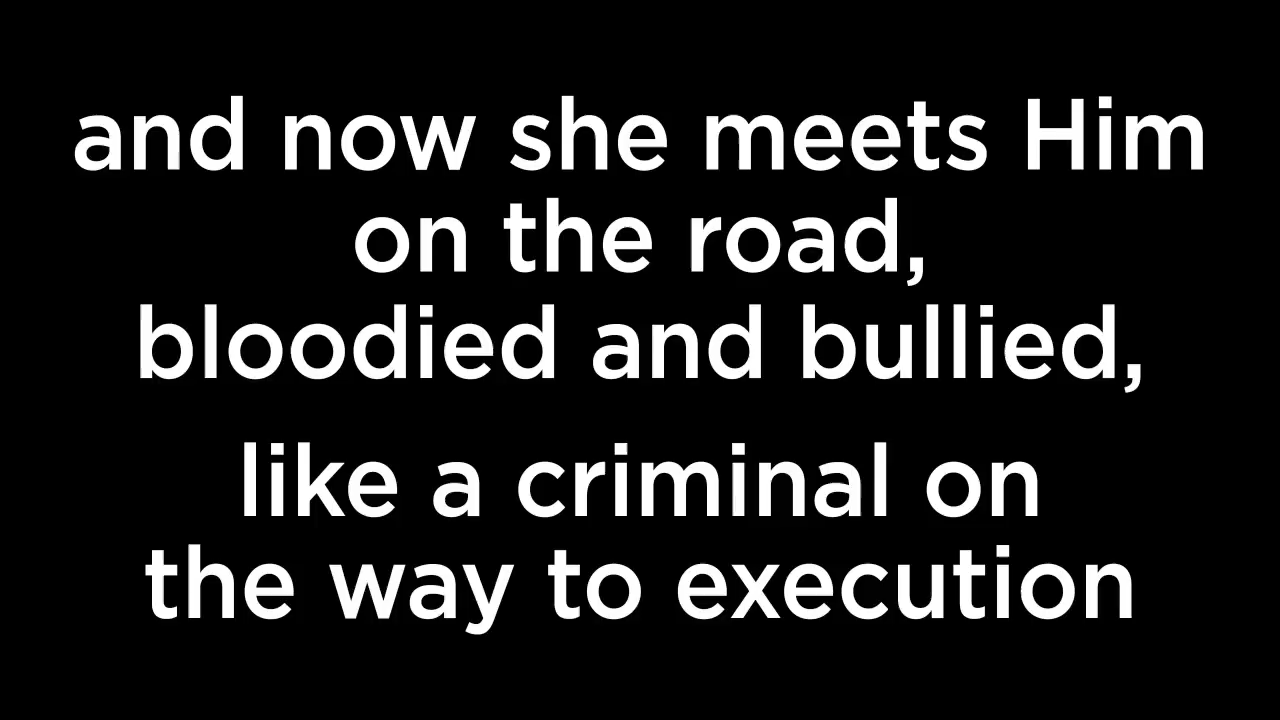 and now she meets Him
on the road,
bloodied and bullied,
like a criminal on
the way to execution